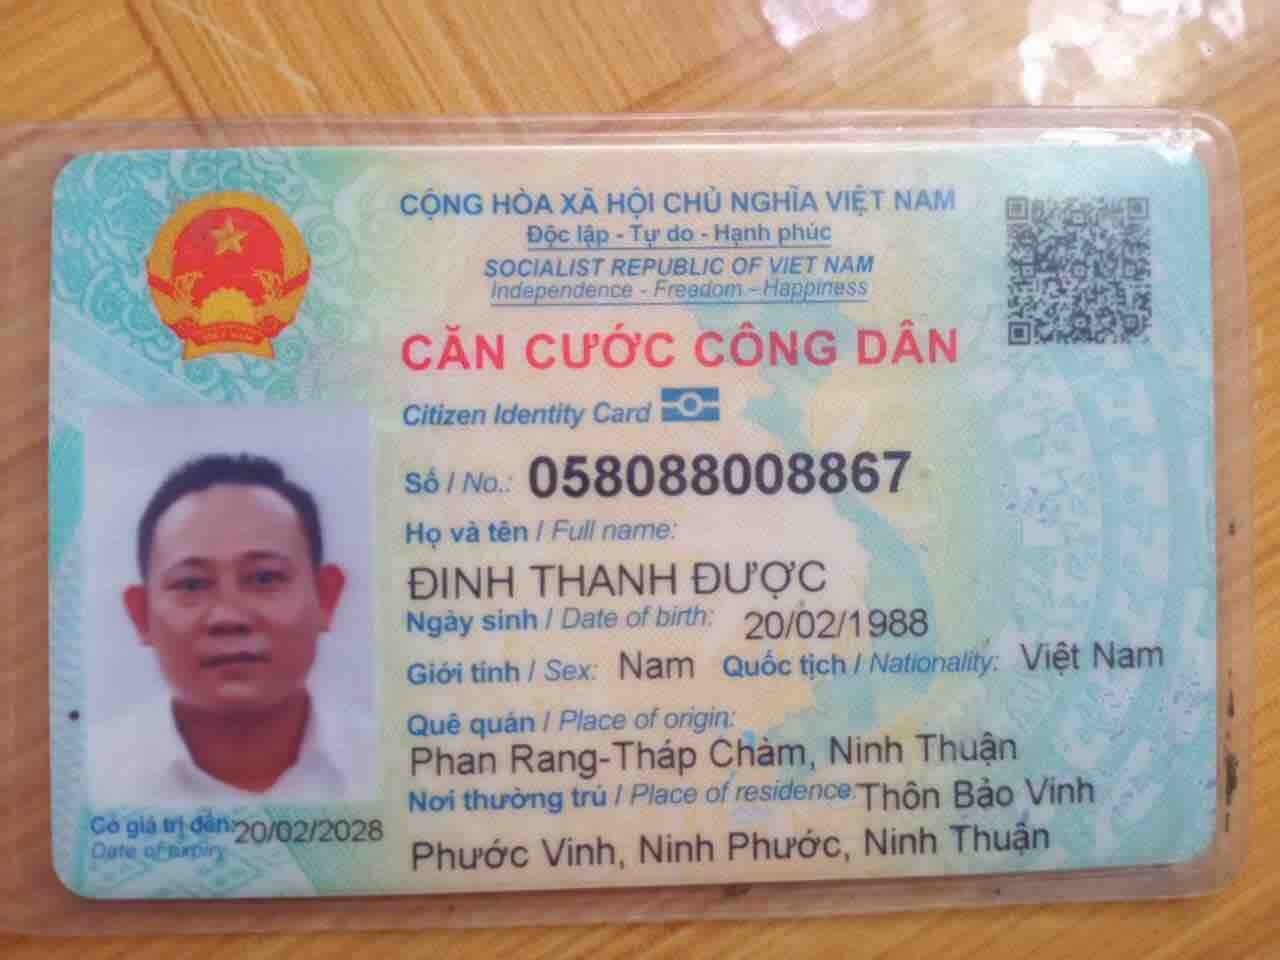 CỘNG HÒA XÃ HỘI CHỦ NGHĨA VIỆT NAM
Độc lập - Tự do - Hạnh phúc
SOCIALIST REPUBLIC OF VIET NAM
Independence - Freedom - Happiness
CĂN CƯỚC CÔNG DÂN
Citizen Identity Card
Số / No.: 058088008867
Họ và tên / Full name:
ĐINH THANH ĐƯỢC
Ngày sinh / Date of birth: 20/02/1988
Giới tính / Sex: Nam Quốc tịch / Nationality: Việt Nam
Quê quán / Place of origin:
Phan Rang-Tháp Chàm, Ninh Thuận
Nơi thường trú / Place of residence: Thôn Bảo Vinh
Phước Vinh, Ninh Phước, Ninh Thuận
Có giá trị đến: 20/02/2028
Date of expiry